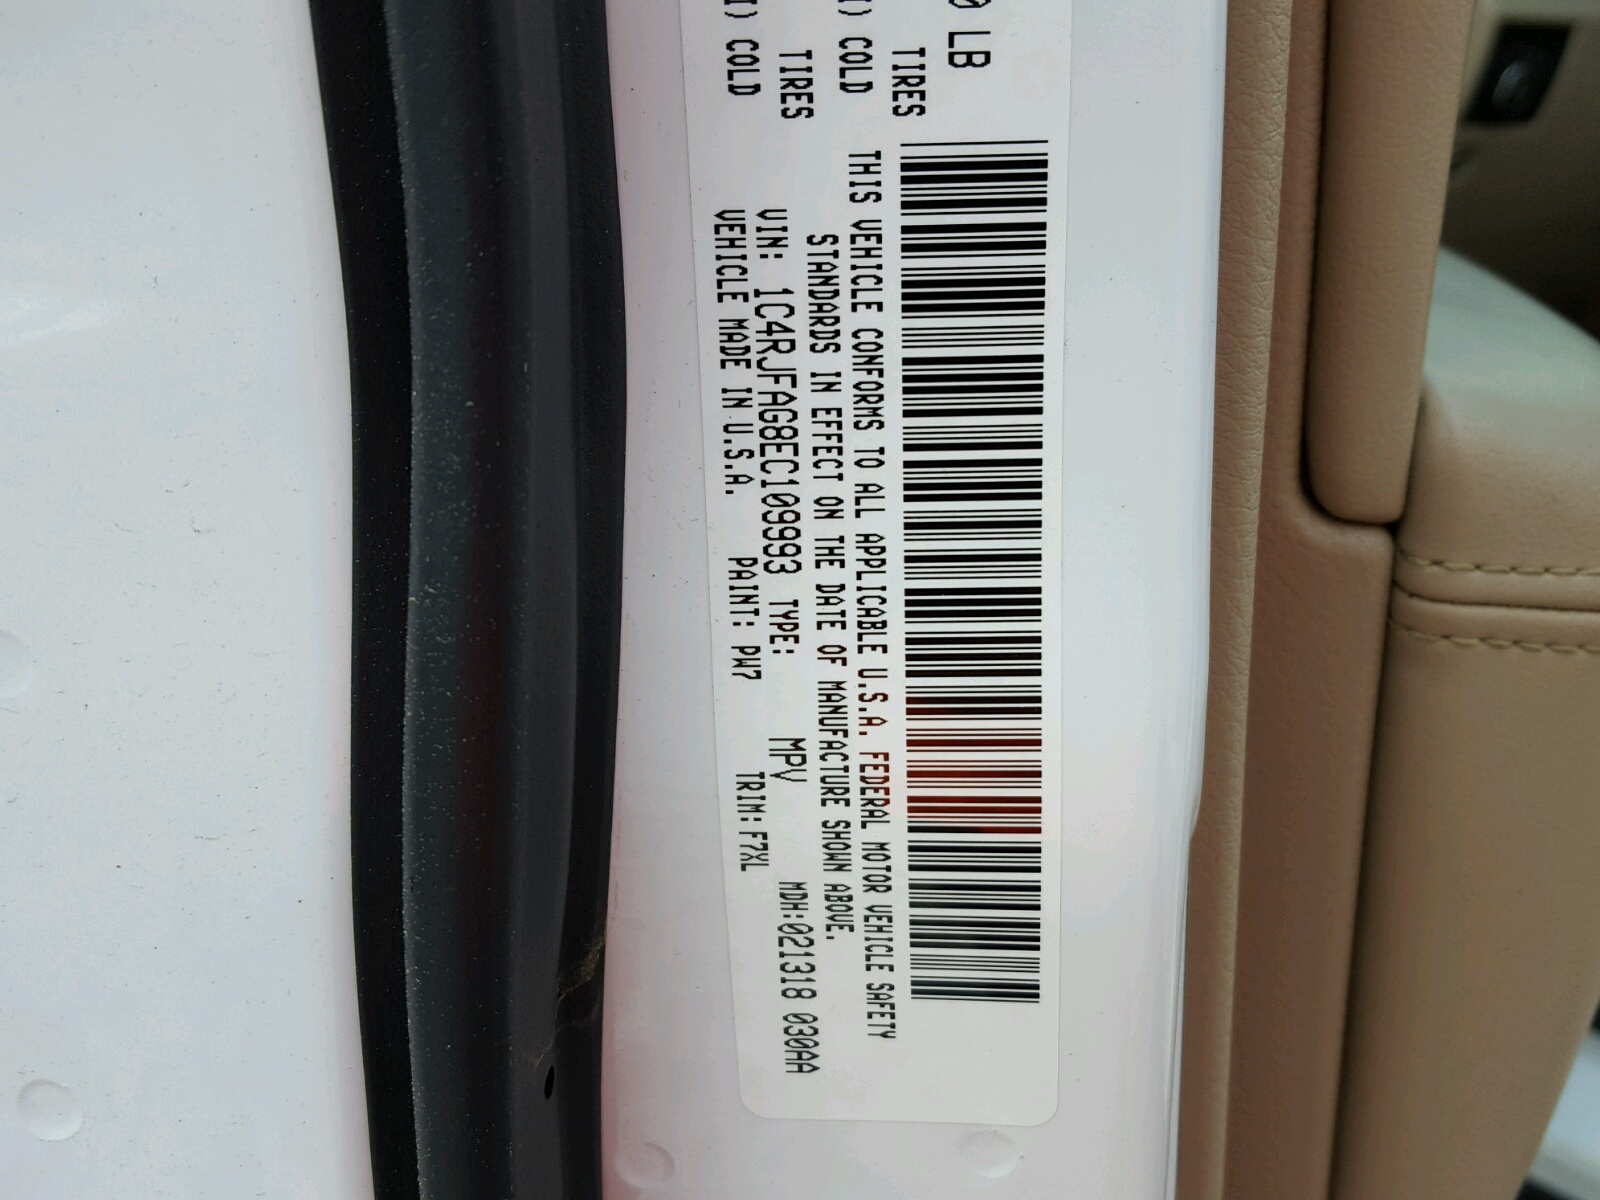 0 LB
TIRES
I) COLD
TIRES
I) COLD
THIS VEHICLE CONFORMS TO ALL APPLICABLE U.S.A. FEDERAL MOTOR VEHICLE SAFETY
STANDARDS IN EFFECT ON THE DATE OF MANUFACTURE SHOWN ABOVE.
VIN: 1C4RJFAG8EC109993 TYPE: MPV MDH:021318 030AA
VEHICLE MADE IN U.S.A. PAINT: PW7 TRIM: F7XL